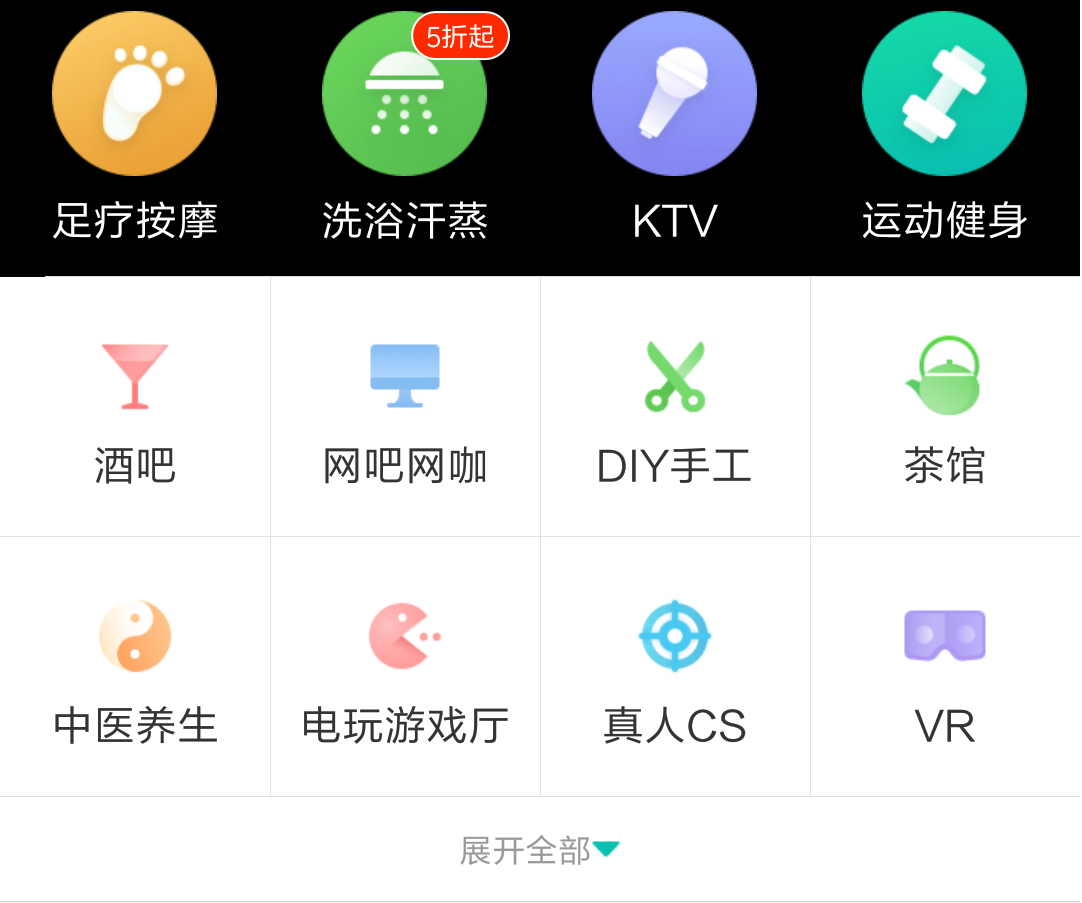 5折起
足疗按摩 洗浴汗蒸 KTV 运动健身
酒吧 网吧网咖 DIY手工 茶馆
中医养生 电玩游戏厅 真人CS VR
展开全部